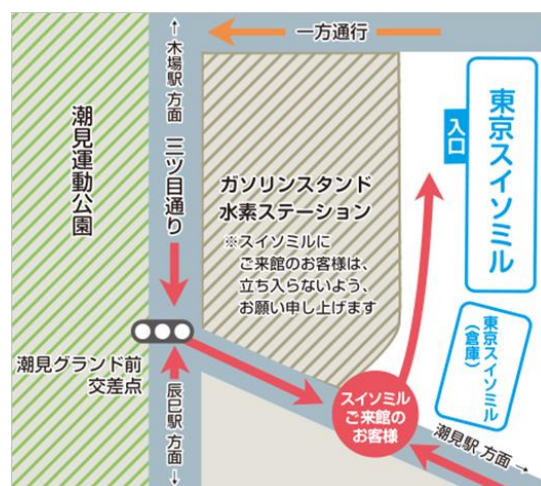 一方通行
↑
木場駅 方面
三ツ目通り
潮見運動公園
ガソリンスタンド
水素ステーション
※スイソミルに
ご来館のお客様は、
立ち入らないよう、
お願い申し上げます
入口
東京スイソミル
東京スイソミル
(倉庫)
潮見グランド前
交差点
辰巳駅 方面
↓
スイソミル
ご来館の
お客様
潮見駅 方面 →